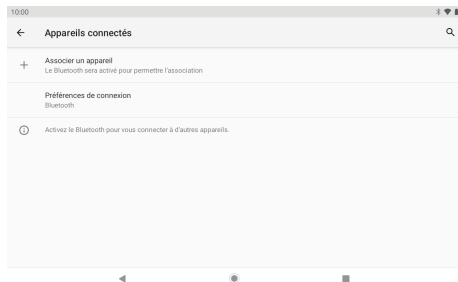 10:00
Appareils connectés
Associer un appareil
Le Bluetooth sera activé pour permettre l'association
Préférences de connexion
Bluetooth
Activez le Bluetooth pour vous connecter à d'autres appareils.